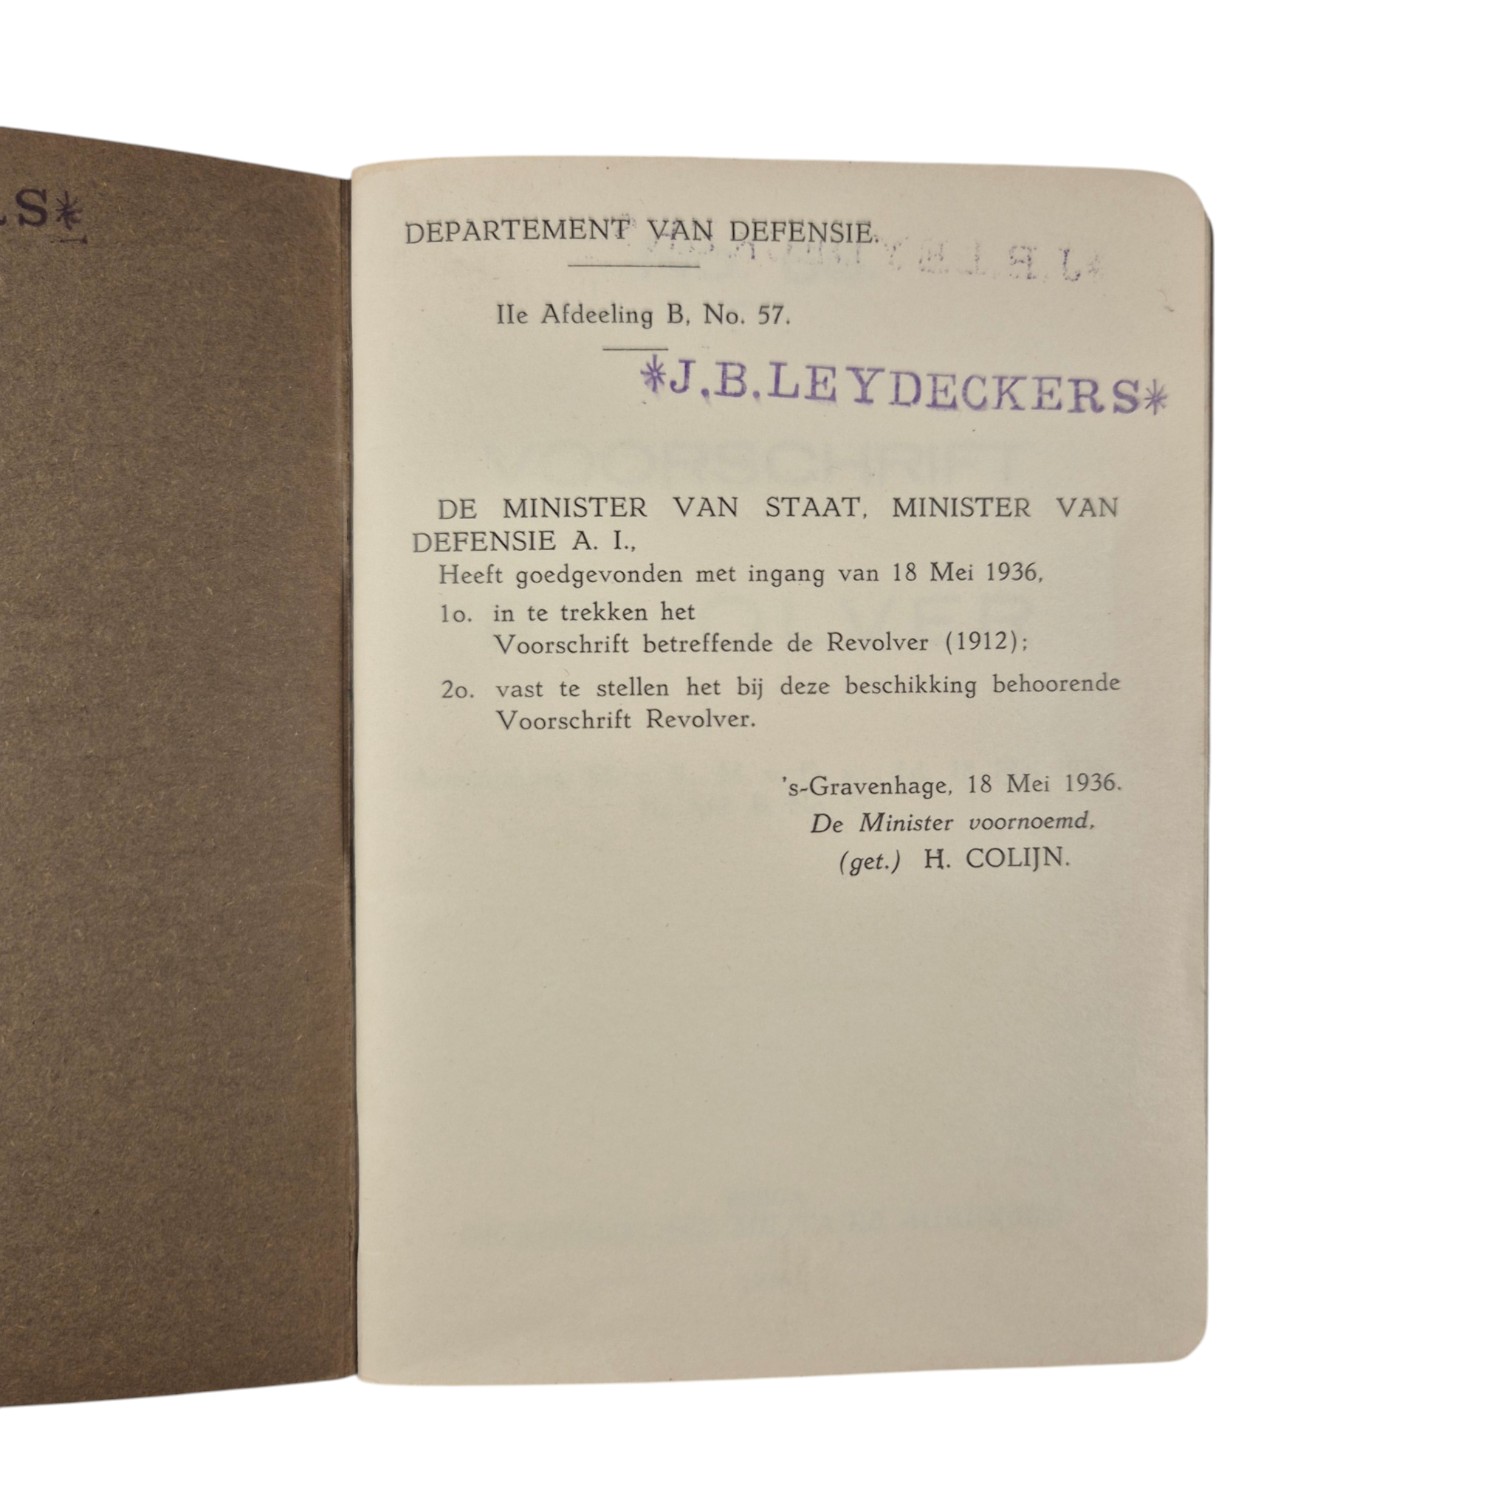 S*
DEPARTEMENT VAN DEFENSIE.
J.B.LEYDECKERS*
IIe Afdeeling B, No. 57.
*J.B.LEYDECKERS*
VOORSCHRIFT
DE MINISTER VAN STAAT, MINISTER VAN
DEFENSIE A. I.,
Heeft goedgevonden met ingang van 18 Mei 1936,
1o. in te trekken het
Voorschrift betreffende de Revolver (1912);
2o. vast te stellen het bij deze beschikking behoorende
Voorschrift Revolver.
's-Gravenhage, 18 Mei 1936.
De Minister voornoemd,
(get.) H. COLIJN.